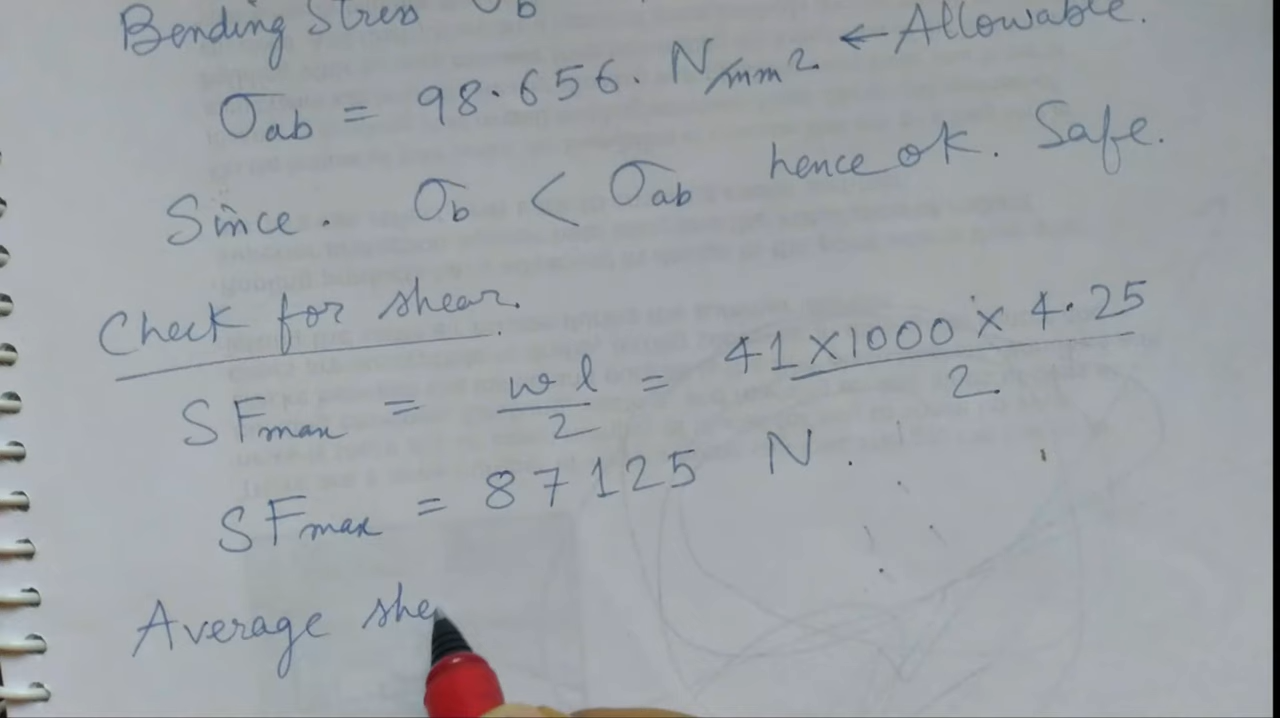 Bending Stress σb
σab = 98.656. N/mm² ← Allowable.
Since. σb < σab hence ok. Safe.
Check for shear.
SFmax = wl/2 = 41×1000×4.25/2
SFmax = 87125 N.
Average she